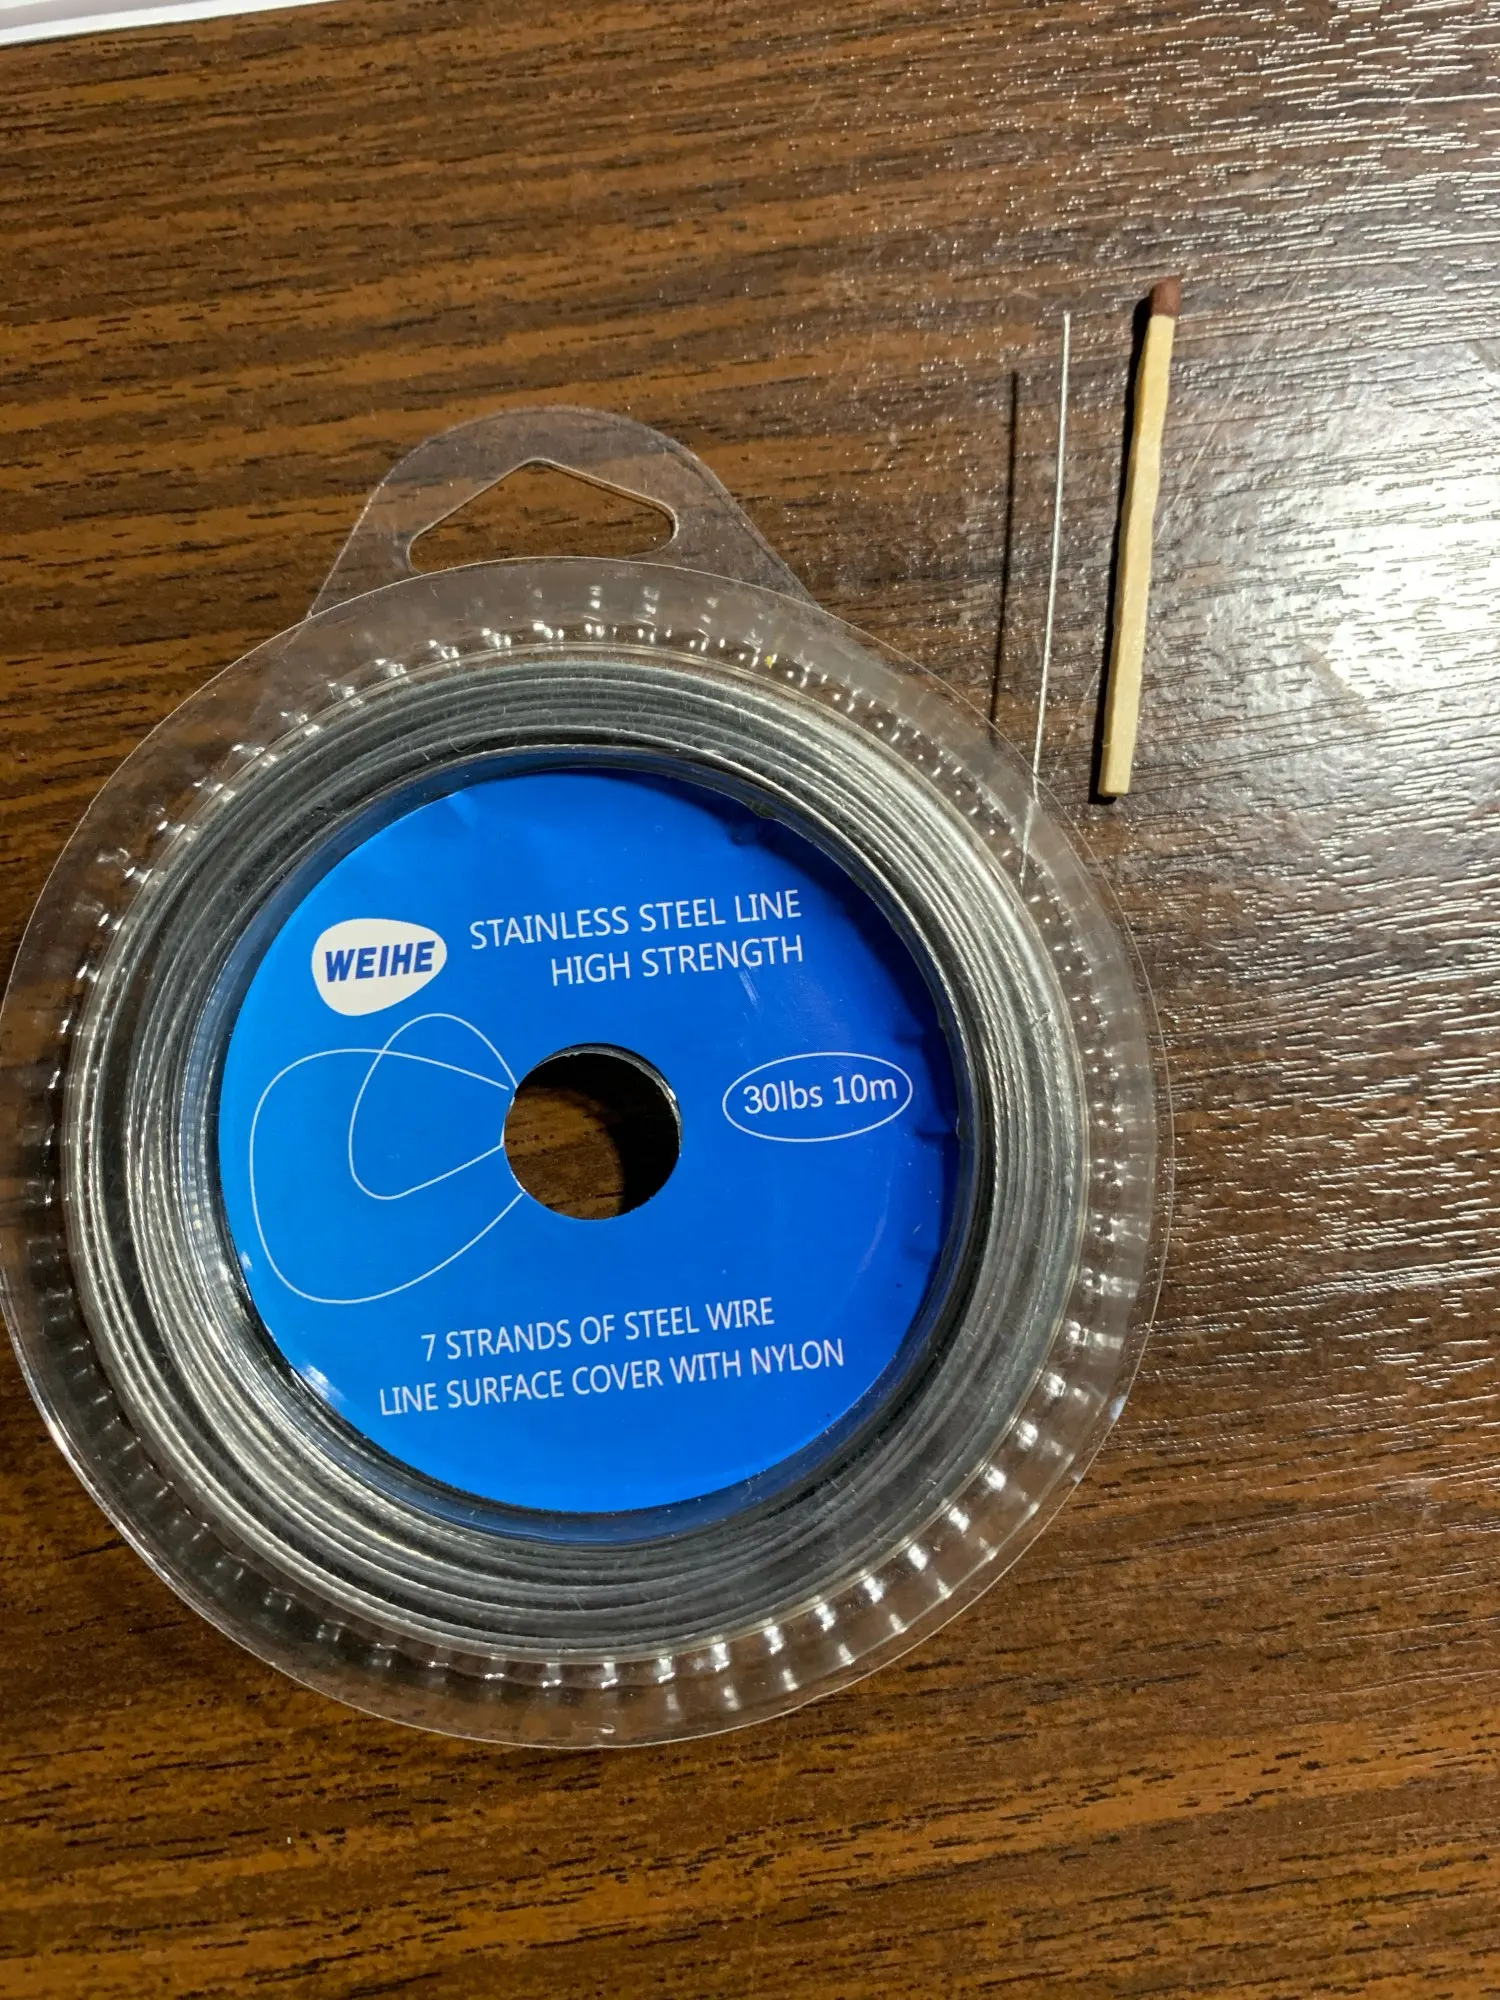 WEIHE
STAINLESS STEEL LINE
HIGH STRENGTH
30lbs 10m
7 STRANDS OF STEEL WIRE
LINE SURFACE COVER WITH NYLON